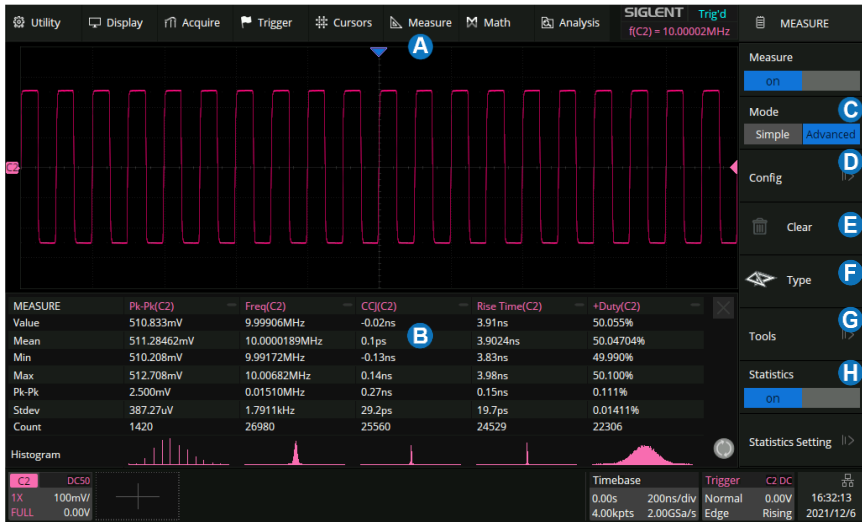 Utility Display Acquire Trigger Cursors Measure Math Analysis
SIGLENT Trig'd
f(C2) = 10.00002MHz
MEASURE
A
Measure
on
Mode
C
Simple Advanced
D
Config
Clear
E
Type
F
G
Tools
Statistics
H
on
Statistics Setting
C2
MEASURE Pk-Pk(C2) Freq(C2) CCJ(C2) Rise Time(C2) +Duty(C2)
Value 510.833mV 9.99906MHz -0.02ns 3.91ns 50.055%
Mean 511.28462mV 10.0000189MHz 0.1ps 3.9024ns 50.04704%
B
Min 510.208mV 9.99172MHz -0.13ns 3.83ns 49.990%
Max 512.708mV 10.00682MHz 0.14ns 3.98ns 50.100%
Pk-Pk 2.500mV 0.01510MHz 0.27ns 0.15ns 0.111%
Stdev 387.27uV 1.7911kHz 29.2ps 19.7ps 0.01411%
Count 1420 26980 25560 24529 22306
Histogram
C2 DC50
1X 100mV/
FULL 0.00V
Timebase
0.00s 200ns/div
4.00kpts 2.00GSa/s
Trigger C2 DC
Normal 0.00V
Edge Rising
16:32:13
2021/12/6